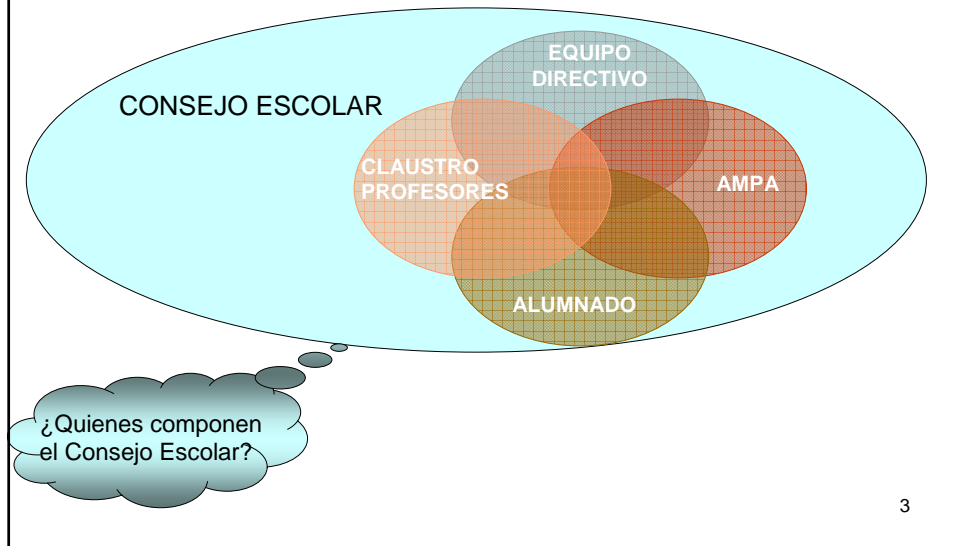 EQUIPO
DIRECTIVO
CONSEJO ESCOLAR
CLAUSTRO
PROFESORES
AMPA
ALUMNADO
¿Quienes componen
el Consejo Escolar?
3